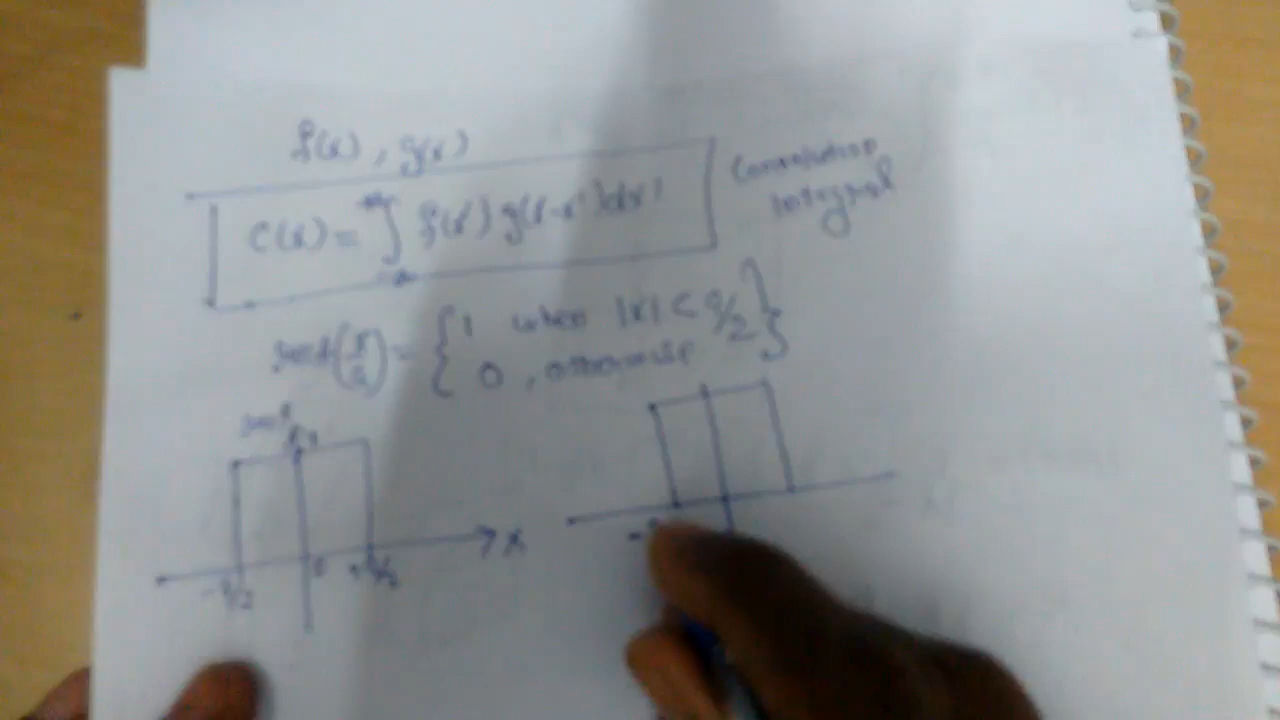 f(x), g(x)
C(x) = ∫ f(x') g(x-x') dx'
Convolution
Integral
rect(x/a) = { 1 when |x| < a/2 }
0, otherwise
-a/2
0
+a/2
x